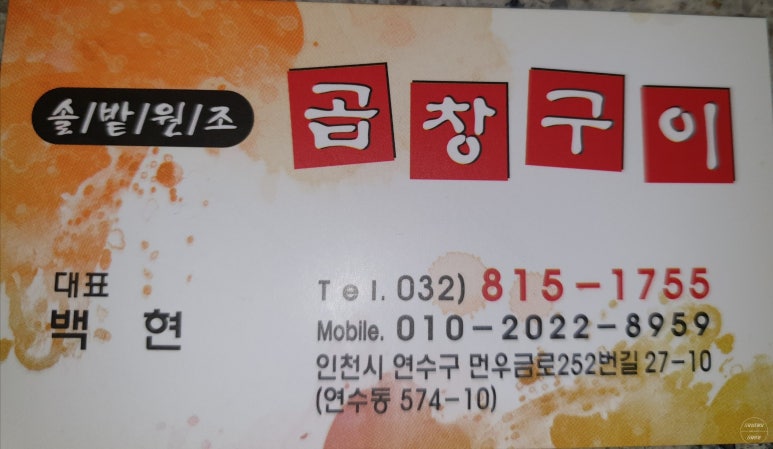 솔/밭/원/조 곱창구이
대표
백 현
Tel. 032) 815-1755
Mobile. 010-2022-8959
인천시 연수구 먼우금로252번길 27-10
(연수동 574-10)